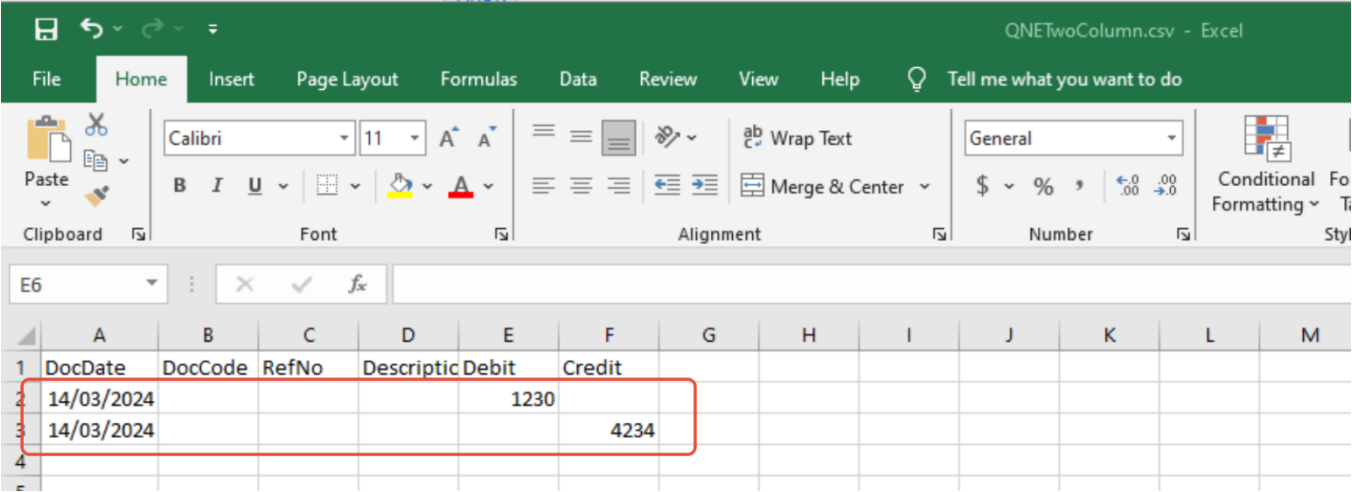 QNETwoColumn.csv - Excel
File Home Insert Page Layout Formulas Data Review View Help Tell me what you want to do
Calibri 11 Wrap Text General
Paste B I U A Merge & Center $ % , Conditional
Formatting
Clipboard Font Alignment Number
E6 fx
A B C D E F G H I J K L M
1 DocDate DocCode RefNo Descriptic Debit Credit
2 14/03/2024 1230
3 14/03/2024 4234
4